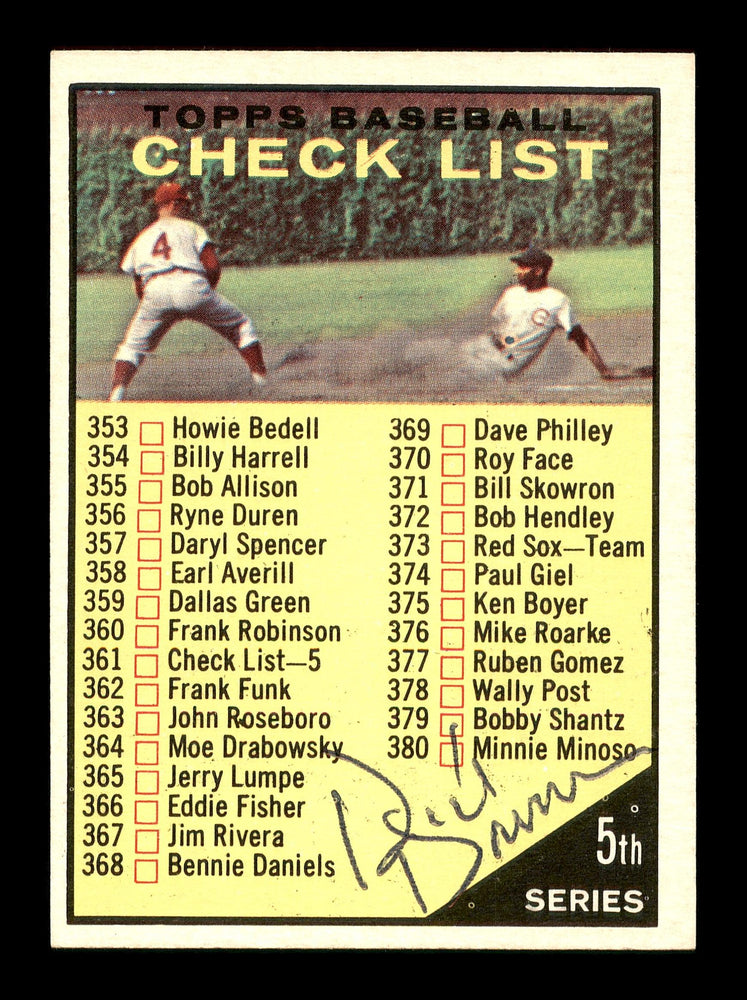 TOPPS BASEBALL
CHECK LIST
4
C
353 Howie Bedell
354 Billy Harrell
355 Bob Allison
356 Ryne Duren
357 Daryl Spencer
358 Earl Averill
359 Dallas Green
360 Frank Robinson
361 Check List—5
362 Frank Funk
363 John Roseboro
364 Moe Drabowsky
365 Jerry Lumpe
366 Eddie Fisher
367 Jim Rivera
368 Bennie Daniels
369 Dave Philley
370 Roy Face
371 Bill Skowron
372 Bob Hendley
373 Red Sox—Team
374 Paul Giel
375 Ken Boyer
376 Mike Roarke
377 Ruben Gomez
378 Wally Post
379 Bobby Shantz
380 Minnie Minoso
5th
SERIES